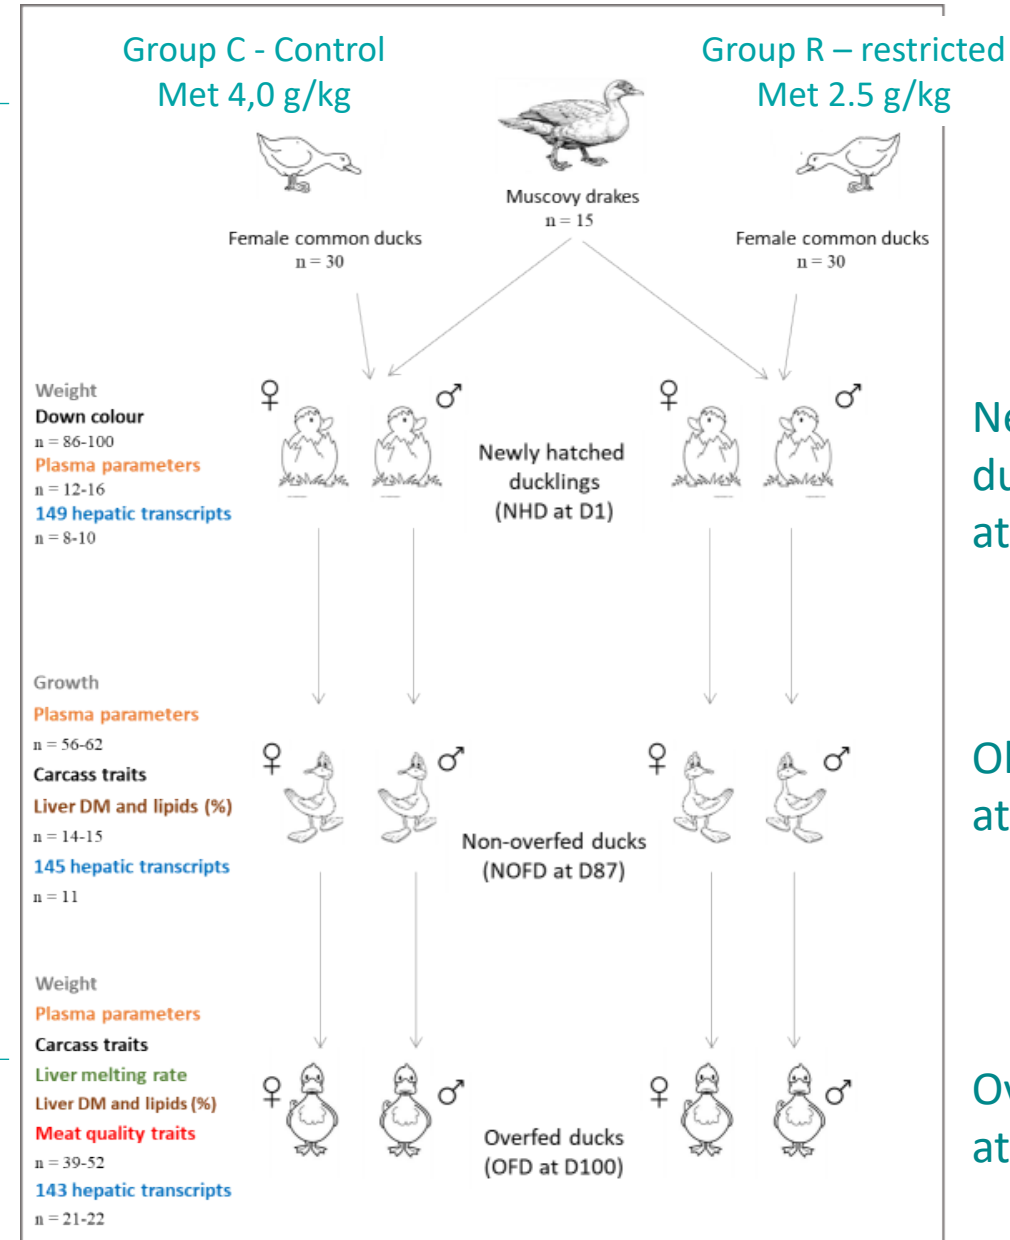 Group C - Control
Met 4,0 g/kg
Group R – restricted
Met 2.5 g/kg
Muscovy drakes
n = 15
Female common ducks
n = 30
Female common ducks
n = 30
Weight
Down colour
n = 86-100
Plasma parameters
n = 12-16
149 hepatic transcripts
n = 8-10
♀
♂
Newly hatched
ducklings
(NHD at D1)
♀
♂
Growth
Plasma parameters
n = 56-62
Carcass traits
Liver DM and lipids (%)
n = 14-15
145 hepatic transcripts
n = 11
♀
♂
Non-overfed ducks
(NOFD at D87)
♀
♂
Weight
Plasma parameters
Carcass traits
Liver melting rate
Liver DM and lipids (%)
Meat quality traits
n = 39-52
143 hepatic transcripts
n = 21-22
♀
♂
Overfed ducks
(OFD at D100)
♀
♂
at
at
at